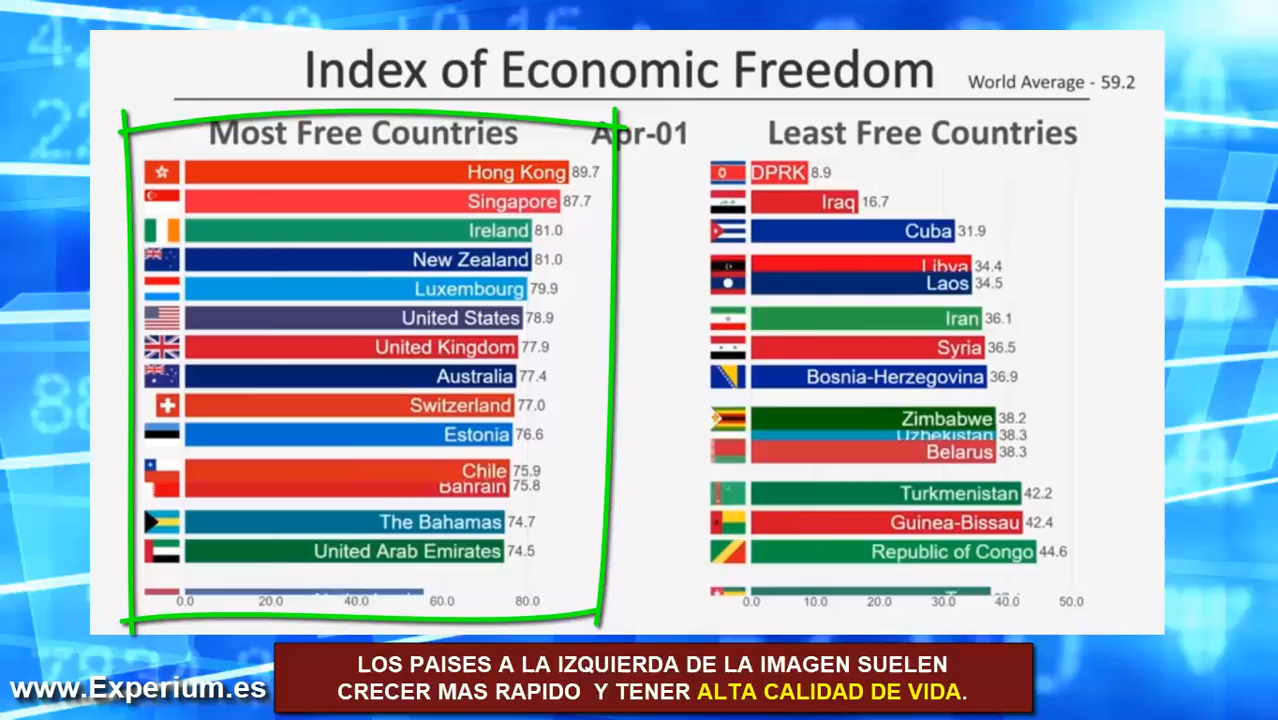 Index of Economic Freedom
World Average - 59.2
Most Free Countries
Apr-01
Least Free Countries
Hong Kong 89.7
Singapore 87.7
Ireland 81.0
New Zealand 81.0
Luxembourg 79.9
United States 78.9
United Kingdom 77.9
Australia 77.4
Switzerland 77.0
Estonia 76.6
Chile 75.9
Bahrain 75.8
The Bahamas 74.7
United Arab Emirates 74.5
0.0 20.0 40.0 60.0 80.0
DPRK 8.9
Iraq 16.7
Cuba 31.9
Libya 34.4
Laos 34.5
Iran 36.1
Syria 36.5
Bosnia-Herzegovina 36.9
Zimbabwe 38.2
Uzbekistan 38.3
Belarus 38.3
Turkmenistan 42.2
Guinea-Bissau 42.4
Republic of Congo 44.6
0.0 10.0 20.0 30.0 40.0 50.0
LOS PAISES A LA IZQUIERDA DE LA IMAGEN SUELEN
CRECER MAS RAPIDO Y TENER ALTA CALIDAD DE VIDA.
www.Experium.es